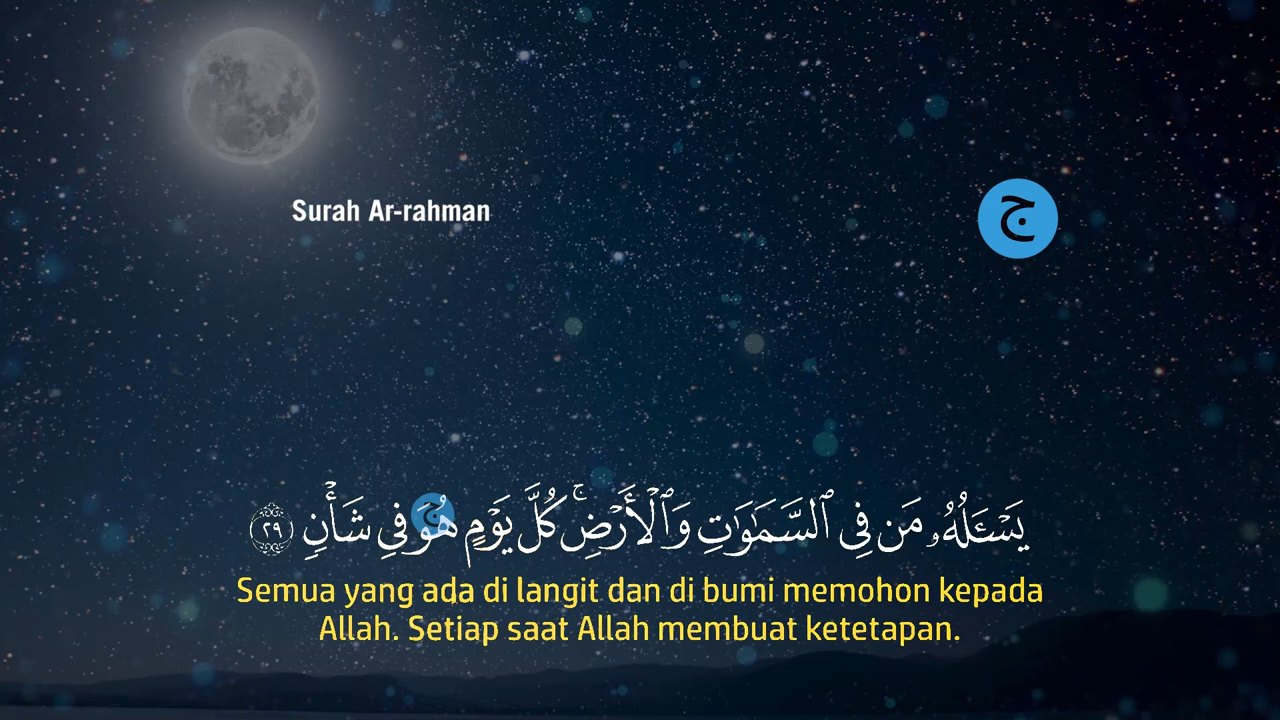 Surah Ar-rahman
ج
يَسْـَٔلُهُۥ مَن فِى ٱلسَّمَـٰوَٰتِ وَٱلْأَرْضِ ۚ كُلَّ يَوْمٍ هُوَ فِى شَأْنٍ ٢٩
ج
Semua yang ada di langit dan di bumi memohon kepada
Allah. Setiap saat Allah membuat ketetapan.